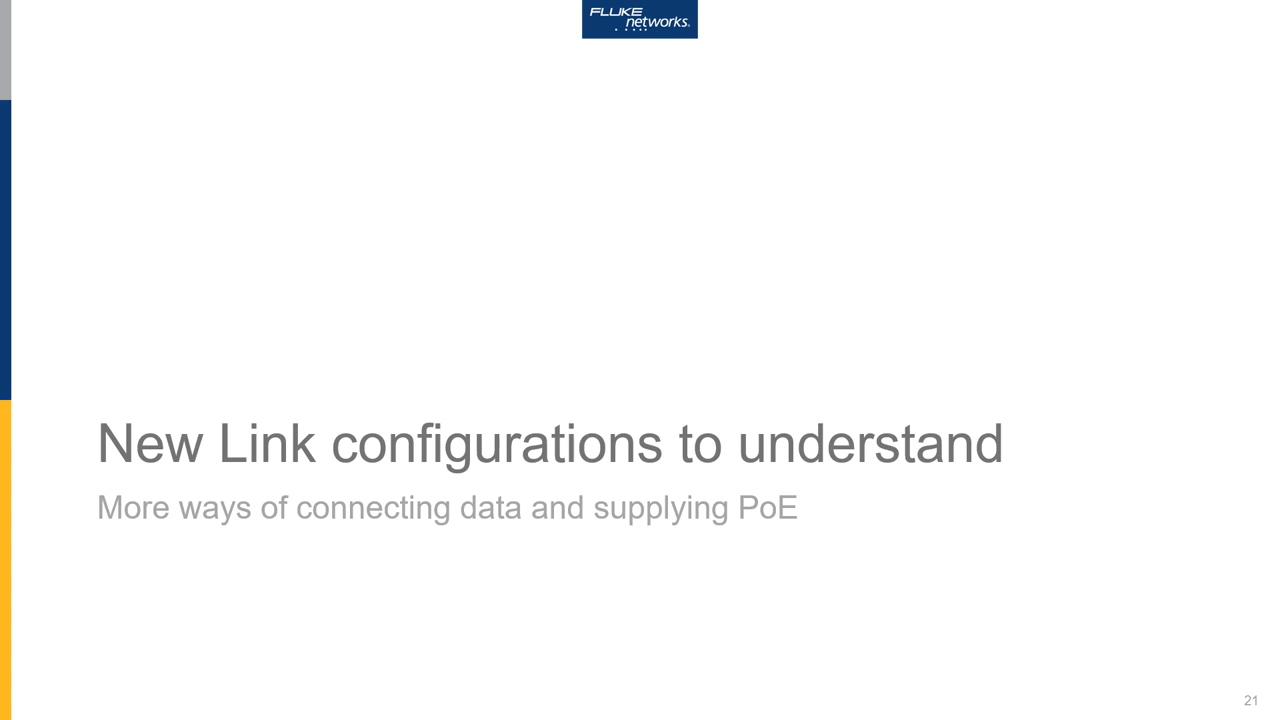 FLUKE
networks®
New Link configurations to understand
More ways of connecting data and supplying PoE
21